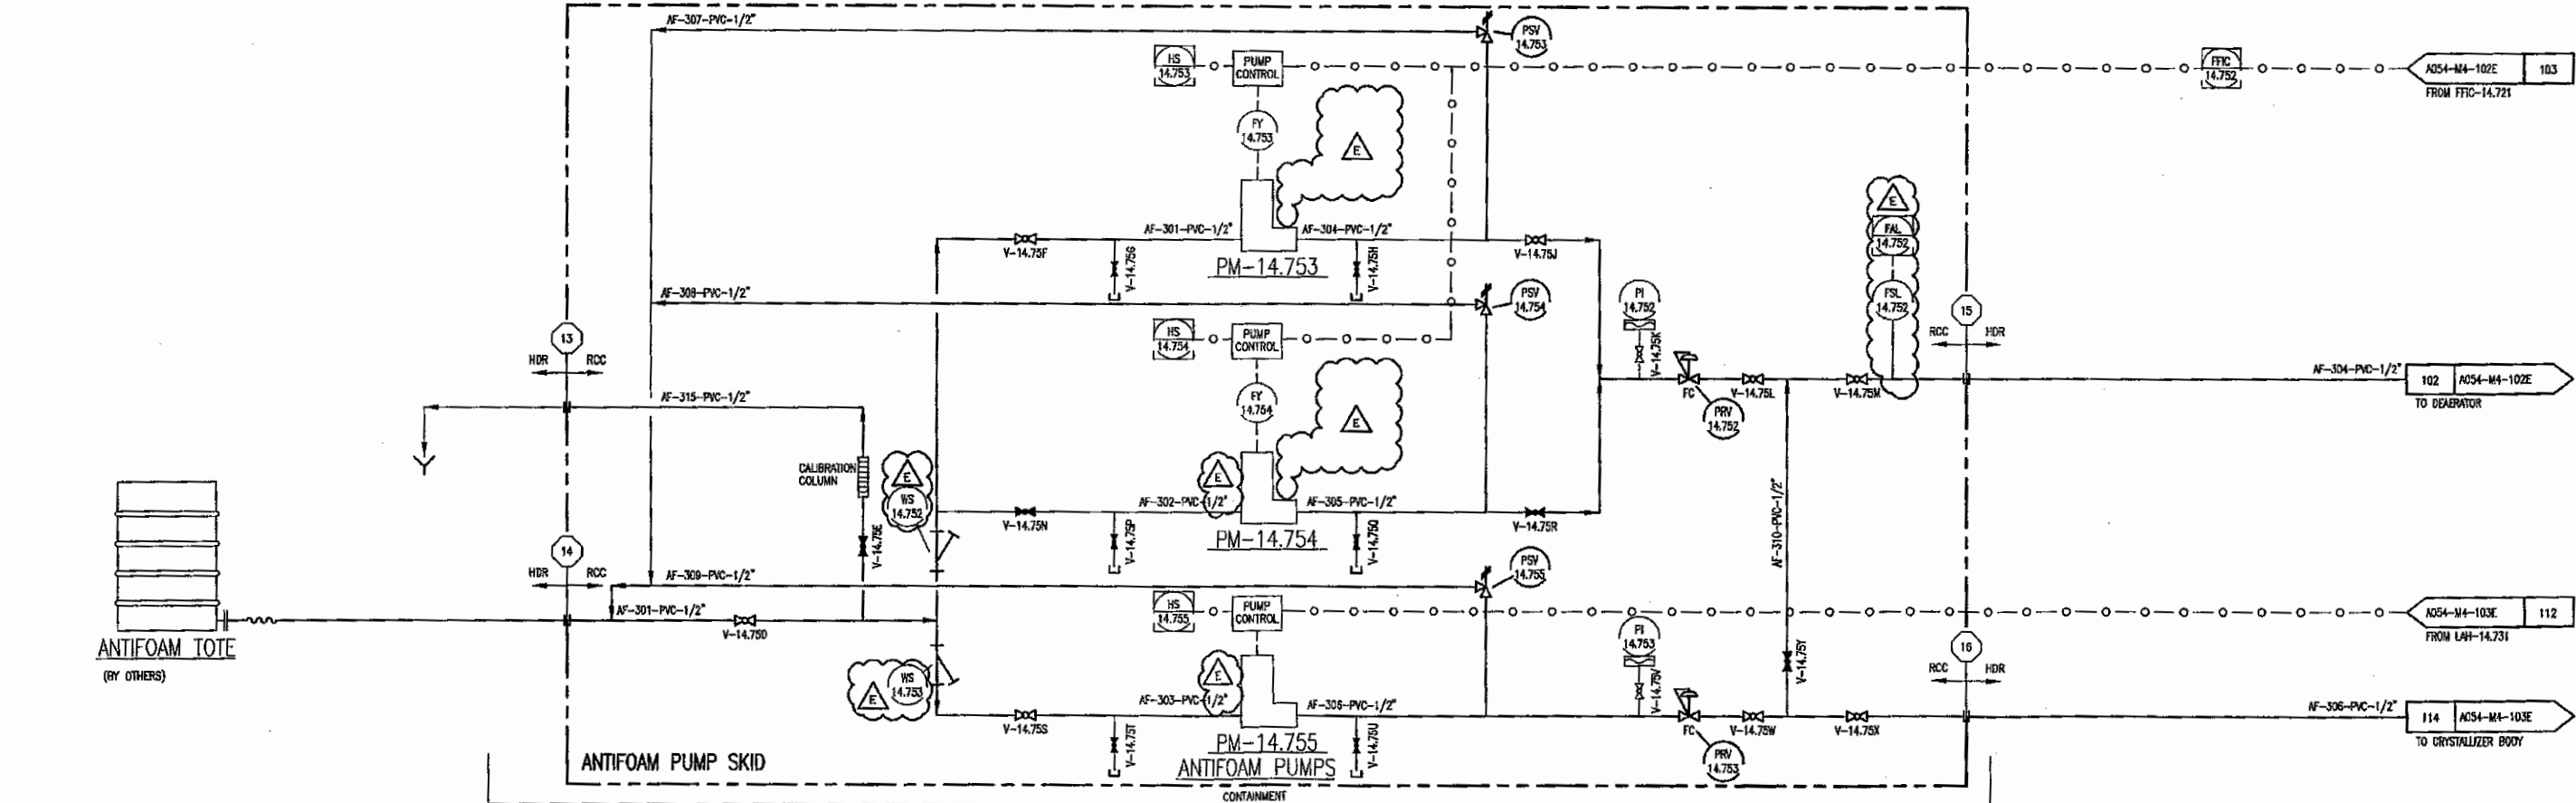 AF-307-PVC-1/2"
PSV
14.753
HS
14.753
PUMP
CONTROL
FFIC
14.752
A054-M4-102E
103
FROM FFIC-14.721
FY
14.753
E
E
FAL
14.752
AF-301-PVC-1/2"
AF-304-PVC-1/2"
V-14.75F
V-14.75G
PM-14.753
V-14.75H
V-14.75J
AF-308-PVC-1/2"
PSV
14.754
PI
14.752
V-14.75K
FSL
14.752
13
HDR
RCC
HS
14.754
PUMP
CONTROL
15
RCC
HDR
AF-304-PVC-1/2"
102
A054-M4-102E
TO DEAERATOR
FC
V-14.75L
V-14.75M
PRV
14.752
AF-315-PVC-1/2"
FY
14.754
E
CALIBRATION
COLUMN
E
WS
14.752
E
AF-302-PVC-1/2"
AF-305-PVC-1/2"
V-14.75N
V-14.75P
PM-14.754
V-14.75Q
V-14.75R
V-14.75E
AF-310-PVC-1/2"
14
HDR
RCC
AF-309-PVC-1/2"
PSV
14.755
AF-301-PVC-1/2"
V-14.75D
HS
14.755
PUMP
CONTROL
A054-M4-103E
112
FROM LAH-14.731
ANTIFOAM TOTE
(BY OTHERS)
PI
14.753
V-14.75V
V-14.75Y
16
RCC
HDR
WS
14.753
E
E
AF-303-PVC-1/2"
AF-306-PVC-1/2"
AF-306-PVC-1/2"
114
A054-M4-103E
TO CRYSTALLIZER BODY
V-14.75S
V-14.75T
PM-14.755
V-14.75U
FC
V-14.75W
V-14.75X
PRV
14.753
ANTIFOAM PUMP SKID
ANTIFOAM PUMPS
CONTAINMENT